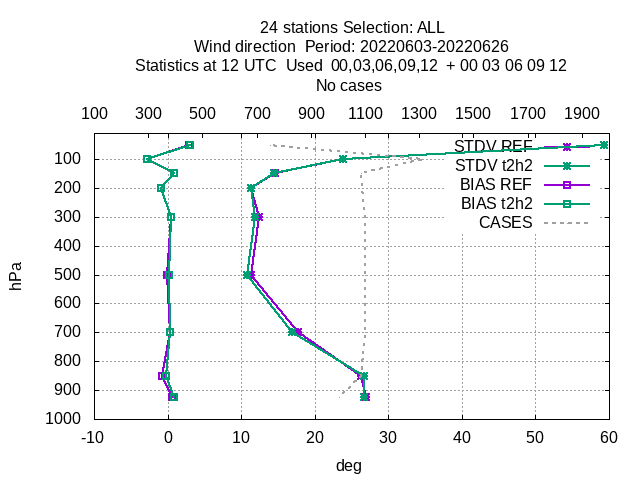 24 stations Selection: ALL
Wind direction  Period: 20220603-20220626
Statistics at 12 UTC  Used  00,03,06,09,12  + 00 03 06 09 12
No cases
100 300 500 700 900 1100 1300 1500 1700 1900
STDV REF
100
STDV t2h2
200
BIAS REF
BIAS t2h2
300
CASES
400
hPa
500
600
700
800
900
1000
-10 0 10 20 30 40 50 60
deg